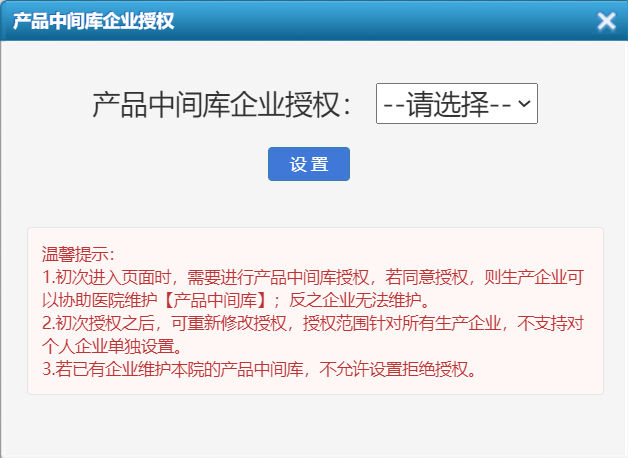 产品中间库企业授权
产品中间库企业授权：
--请选择--
设 置
温馨提示：
1.初次进入页面时，需要进行产品中间库授权，若同意授权，则生产企业可
以协助医院维护【产品中间库】；反之企业无法维护。
2.初次授权之后，可重新修改授权，授权范围针对所有生产企业，不支持对
个人企业单独设置。
3.若已有企业维护本院的产品中间库，不允许设置拒绝授权。